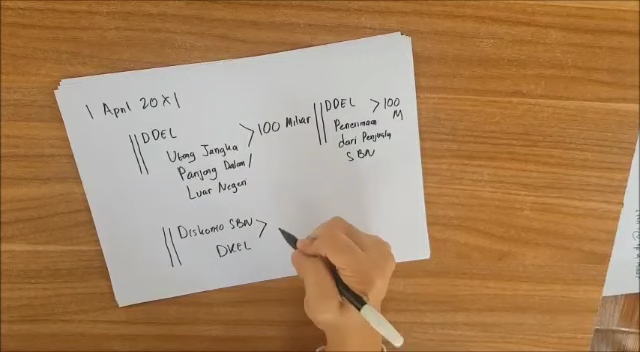 1 April 20X1
DDEL
Utang Jangka
Panjang Dalam/
Luar Negeri
>100 Miliar
DDEL >100
M
Penerimaan
dari Penjualan
SBN
Diskonto SBN >
DKEL